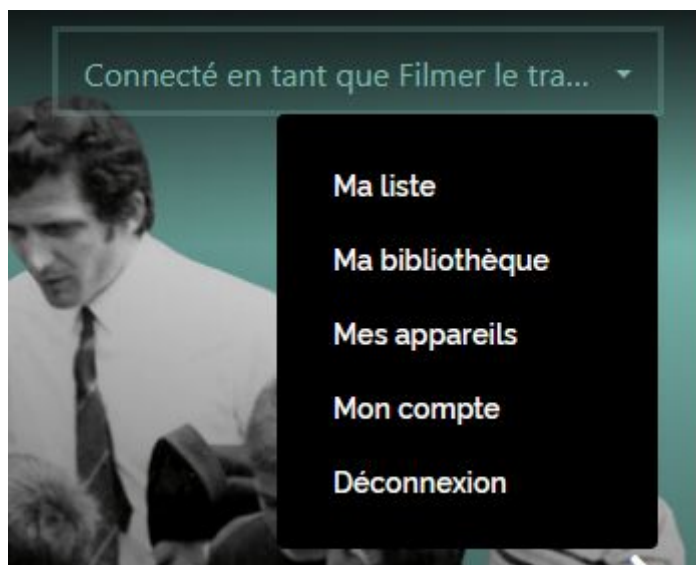 Connecté en tant que Filmer le tra...
Ma liste
Ma bibliothèque
Mes appareils
Mon compte
Déconnexion